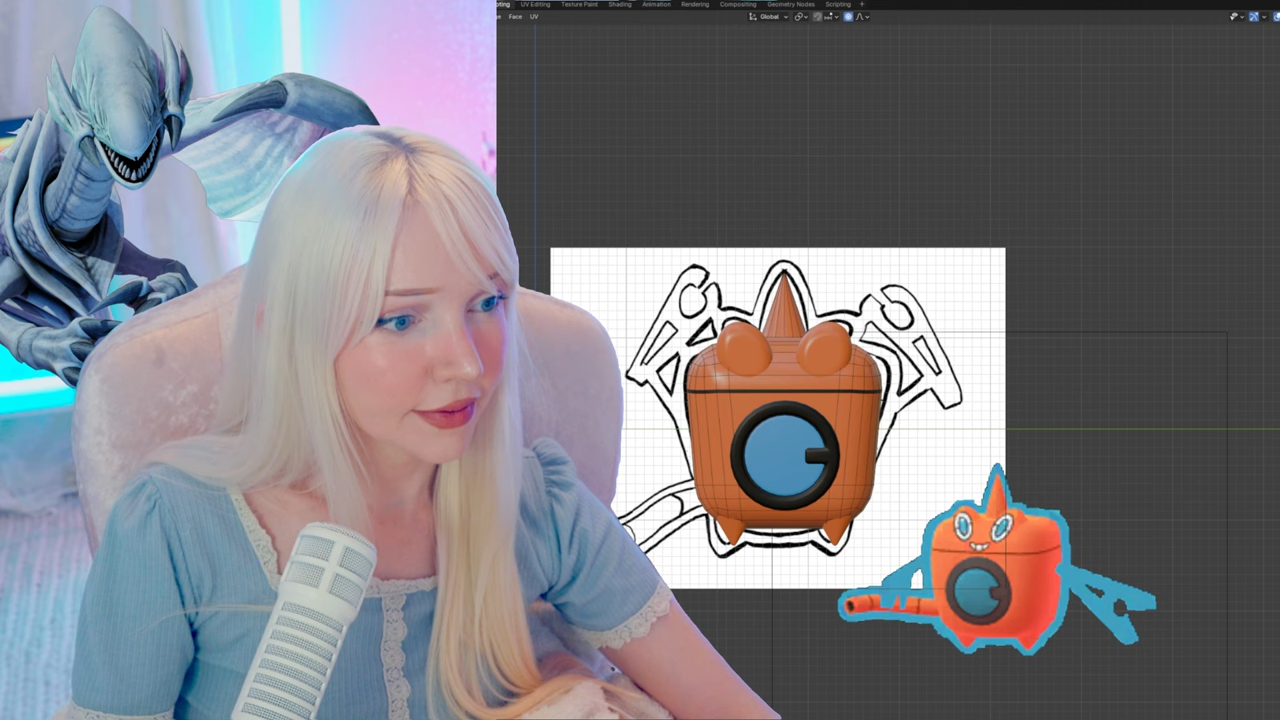 UV Editing Texture Paint Shading Animation Rendering Compositing Geometry Nodes Scripting +
Face UV Global